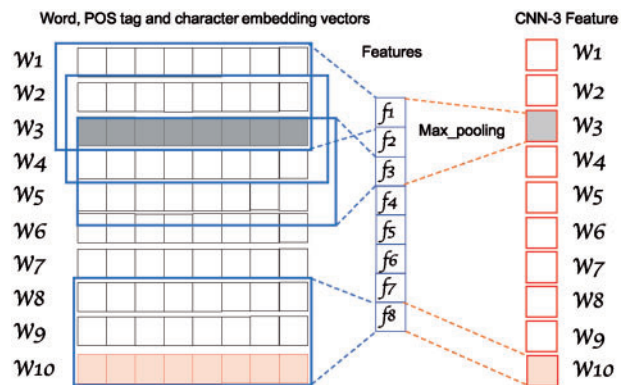 Word, POS tag and character embedding vectors
CNN-3 Feature
Features
Max_pooling
W1
W2
W3
W4
W5
W6
W7
W8
W9
W10
f1
f2
f3
f4
f5
f6
f7
f8
W1
W2
W3
W4
W5
W6
W7
W8
W9
W10